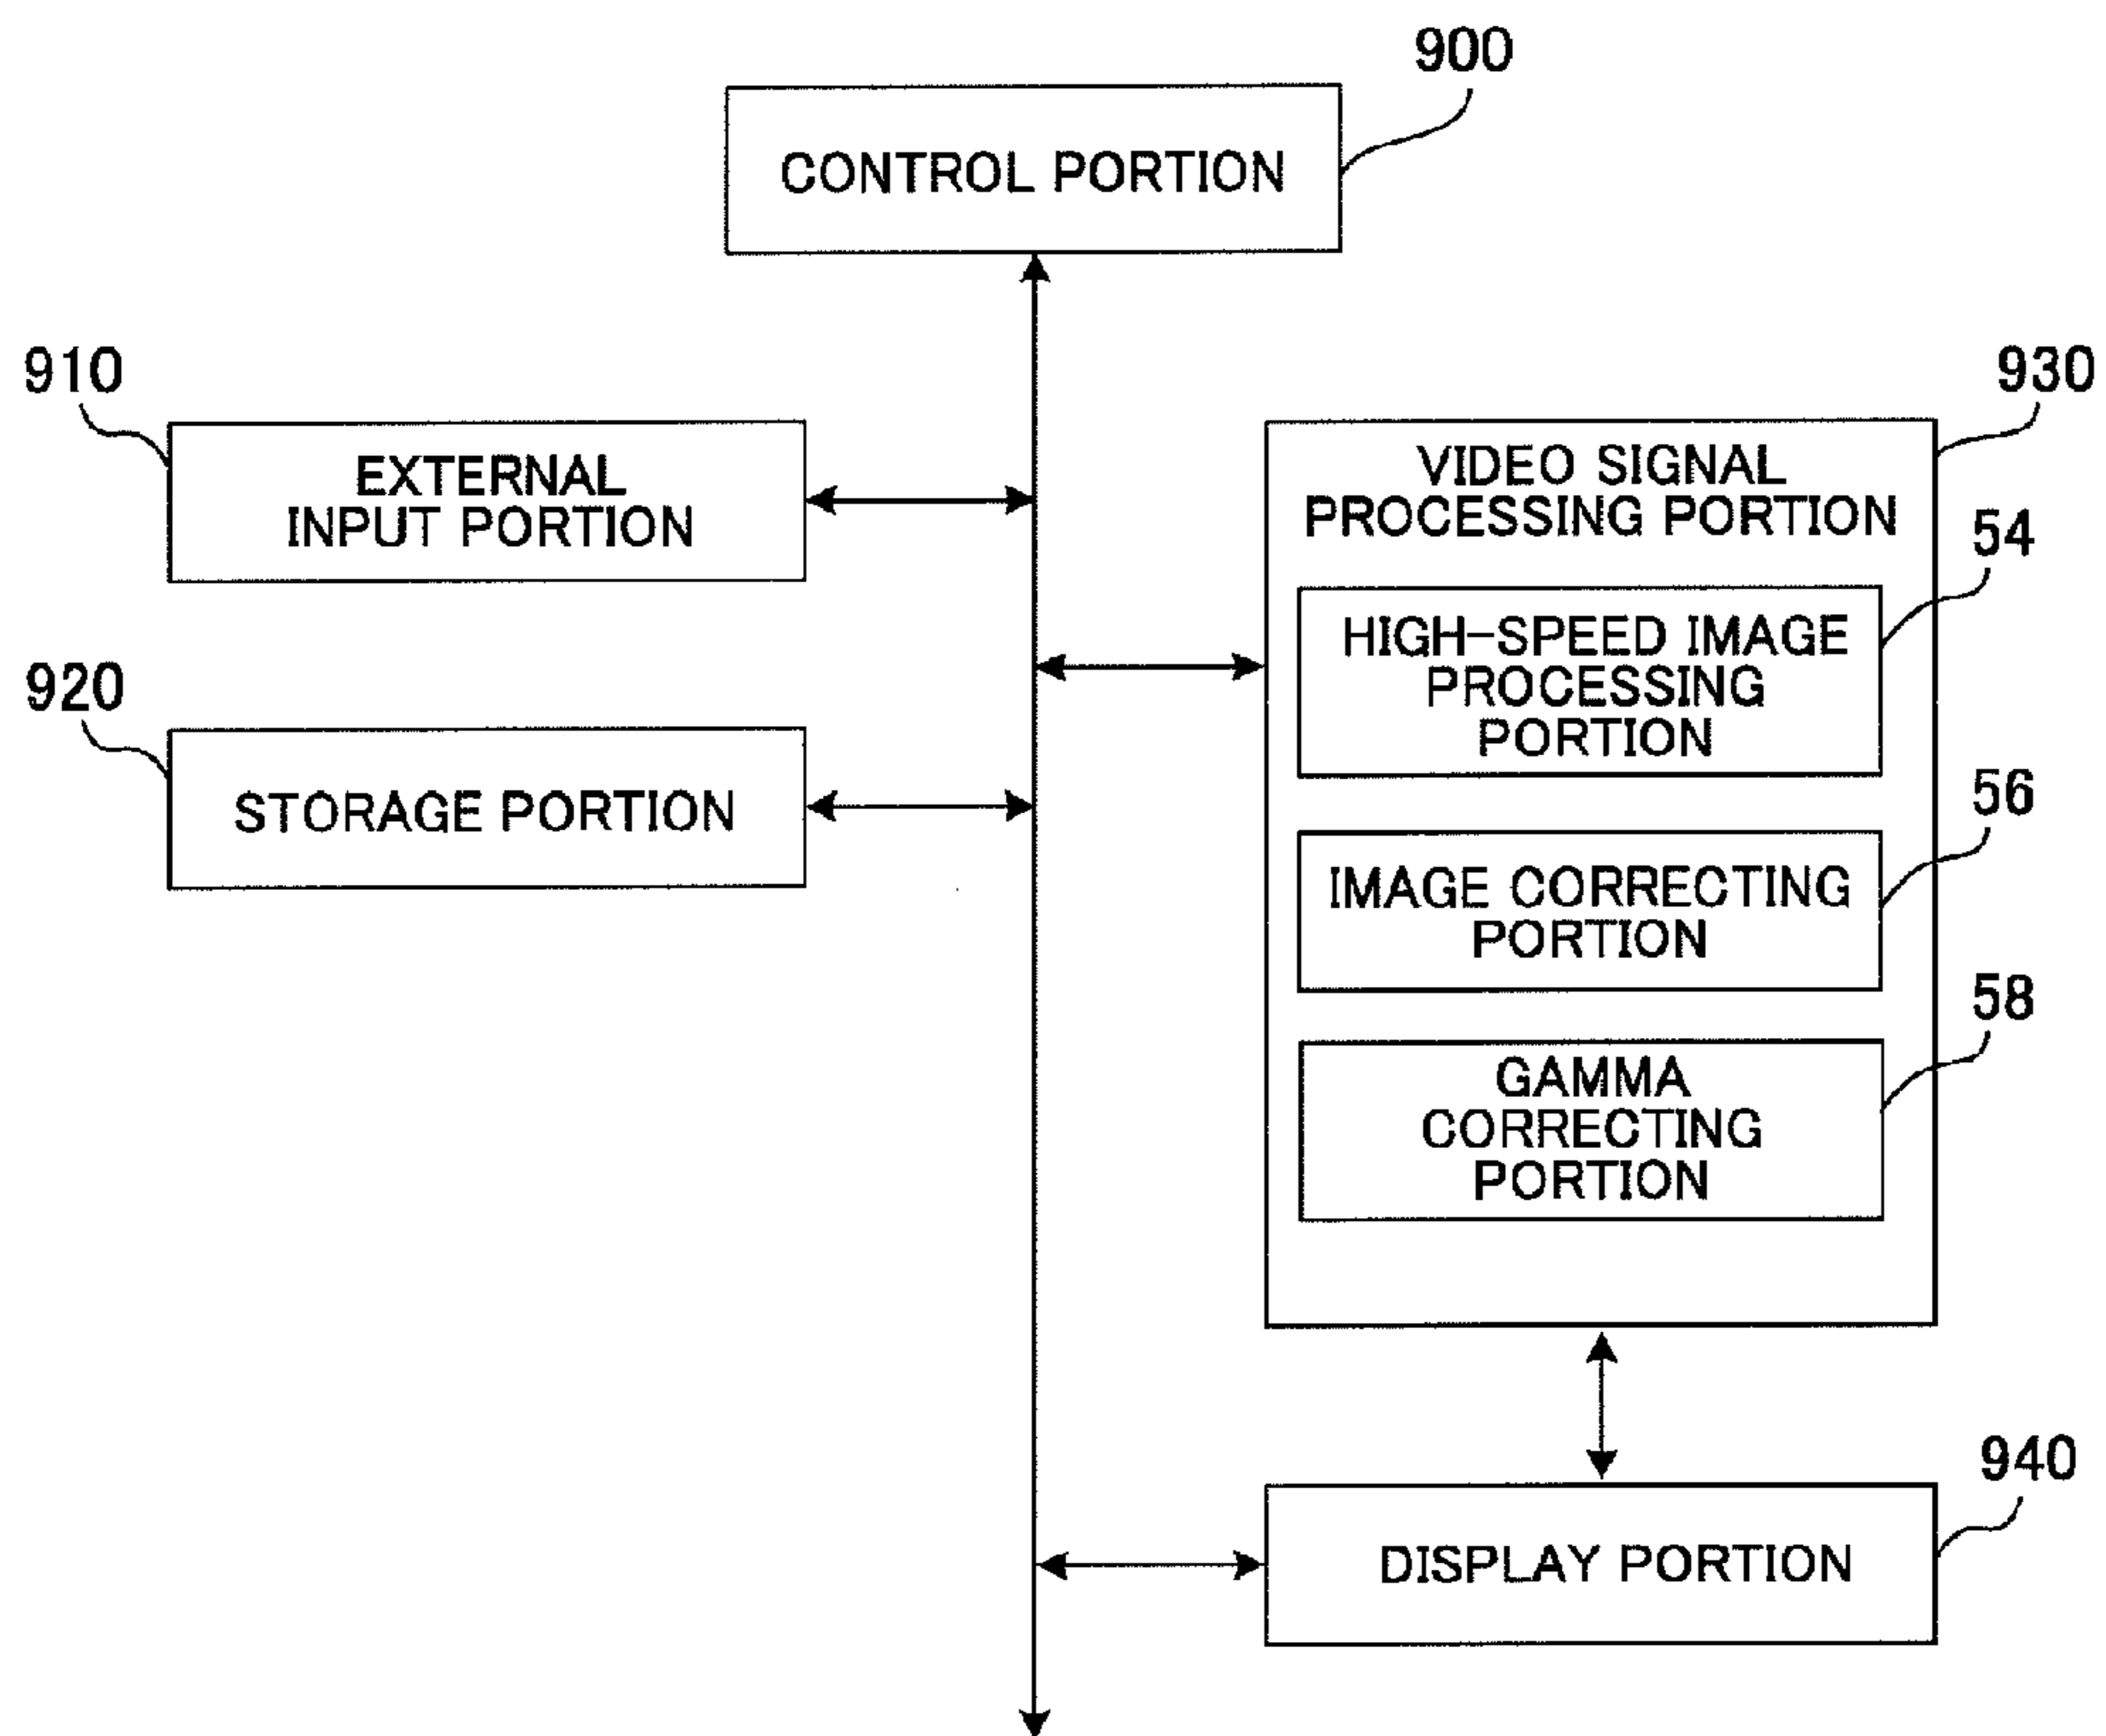 900
CONTROL PORTION
910
EXTERNAL
INPUT PORTION
920
STORAGE PORTION
930
VIDEO SIGNAL
PROCESSING PORTION
54
HIGH-SPEED IMAGE
PROCESSING
PORTION
56
IMAGE CORRECTING
PORTION
58
GAMMA
CORRECTING
PORTION
940
DISPLAY PORTION